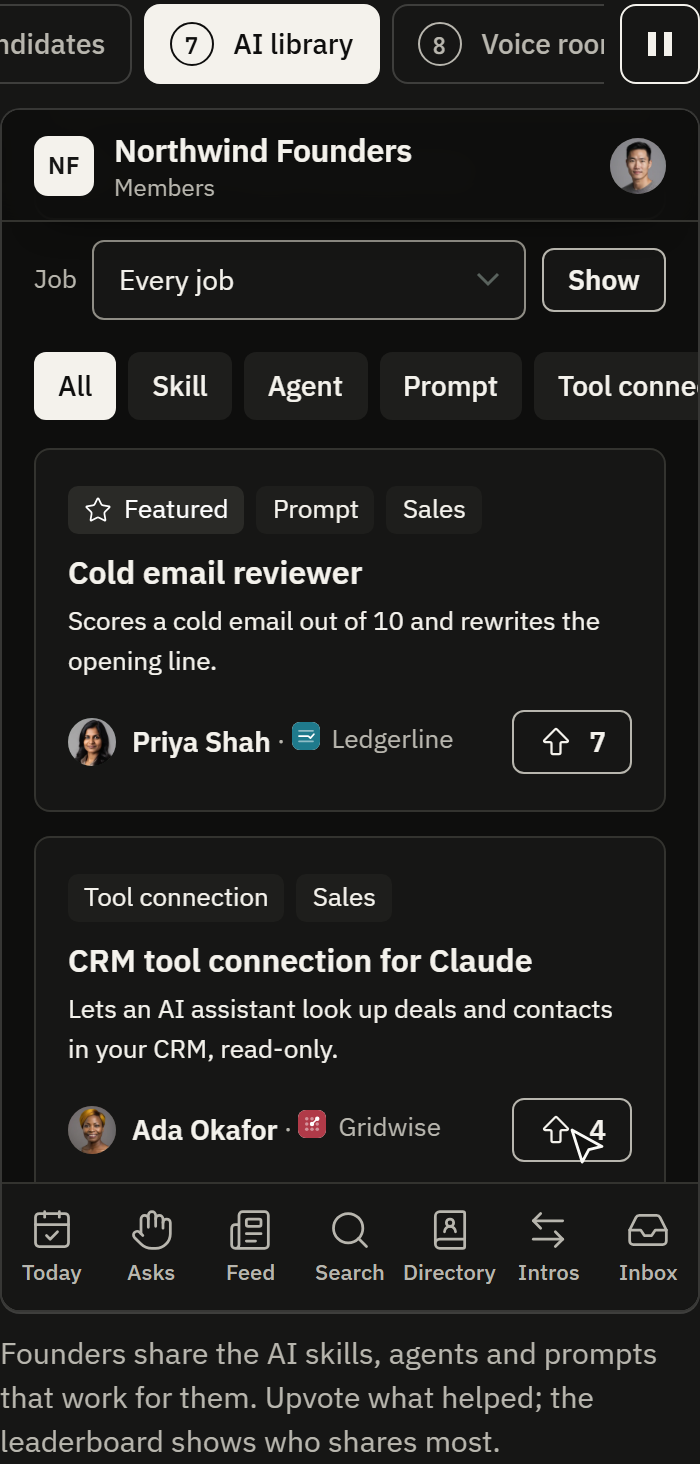 ndidates
7 AI library
8 Voice roo
NF
Northwind Founders
Members
Job
Every job
Show
All
Skill
Agent
Prompt
Tool conne
Featured
Prompt
Sales
Cold email reviewer
Scores a cold email out of 10 and rewrites the
opening line.
Priya Shah · Ledgerline
7
Tool connection
Sales
CRM tool connection for Claude
Lets an AI assistant look up deals and contacts
in your CRM, read-only.
Ada Okafor · Gridwise
4
Today
Asks
Feed
Search
Directory
Intros
Inbox
Founders share the AI skills, agents and prompts
that work for them. Upvote what helped; the
leaderboard shows who shares most.